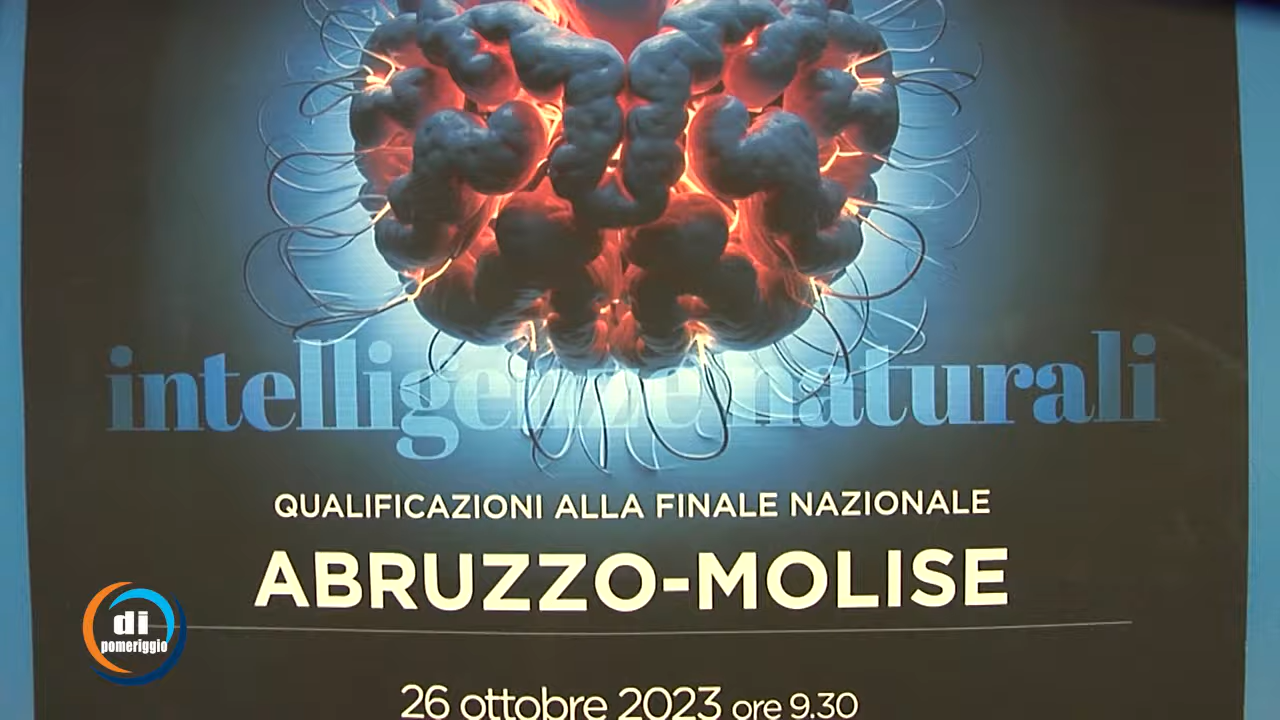 intelligenze naturali
QUALIFICAZIONI ALLA FINALE NAZIONALE
ABRUZZO-MOLISE
di
pomeriggio
26 ottobre 2023 ore 9.30